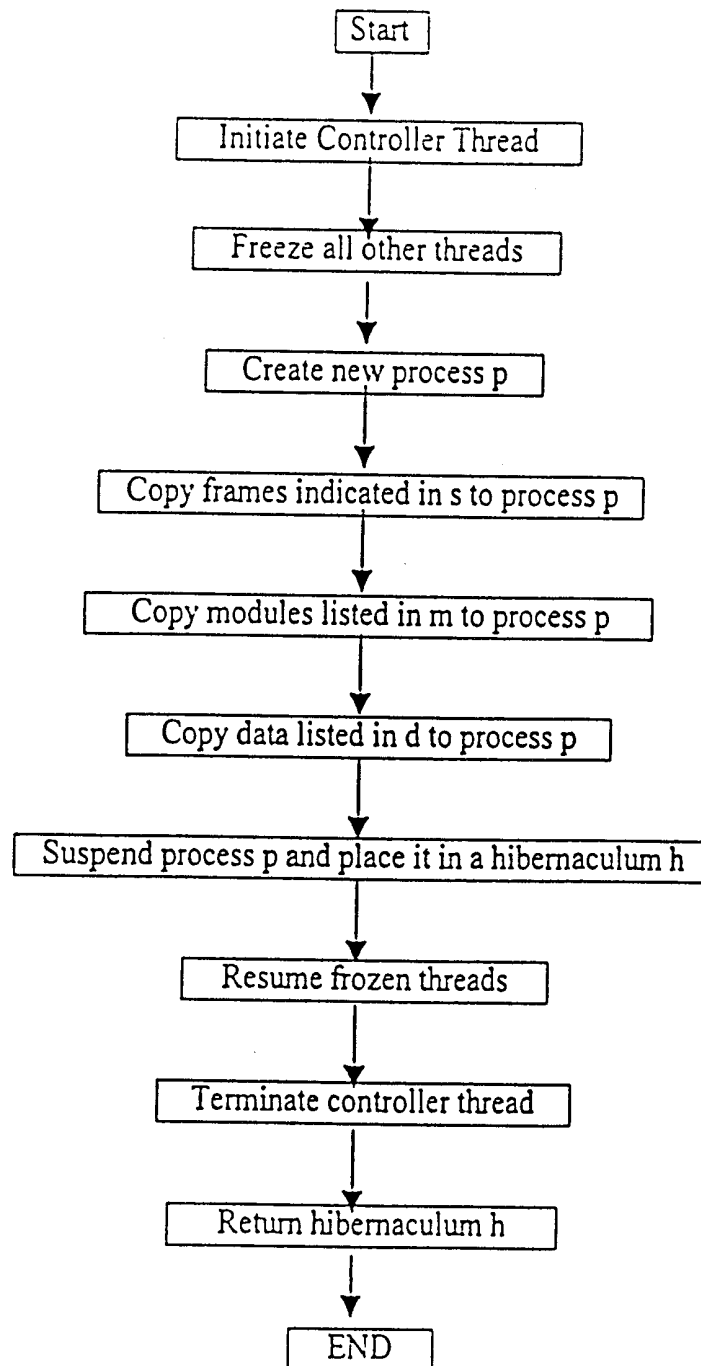 Start
Initiate Controller Thread
Freeze all other threads
Create new process p
Copy frames indicated in s to process p
Copy modules listed in m to process p
Copy data listed in d to process p
Suspend process p and place it in a hibernaculum h
Resume frozen threads
Terminate controller thread
Return hibernaculum h
END